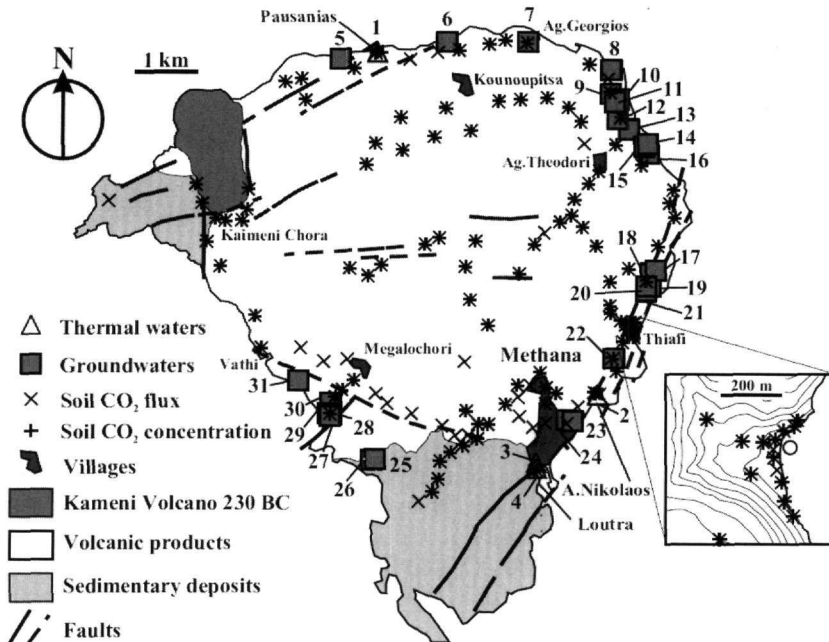 Pausanias
1
6
7
Ag.Georgios
5
8
1 km
N
Kounoupitsa
9
10
11
12
13
14
Ag.Theodori
15
16
Kaimeni Chora
18
17
20
19
21
Thiafi
22
Vathi
Megalochori
Methana
31
30
29
28
27
2
23
24
3
4
26
25
A.Nikolaos
Loutra
200 m
Thermal waters
Groundwaters
Soil CO2 flux
Soil CO2 concentration
Villages
Kameni Volcano 230 BC
Volcanic products
Sedimentary deposits
Faults